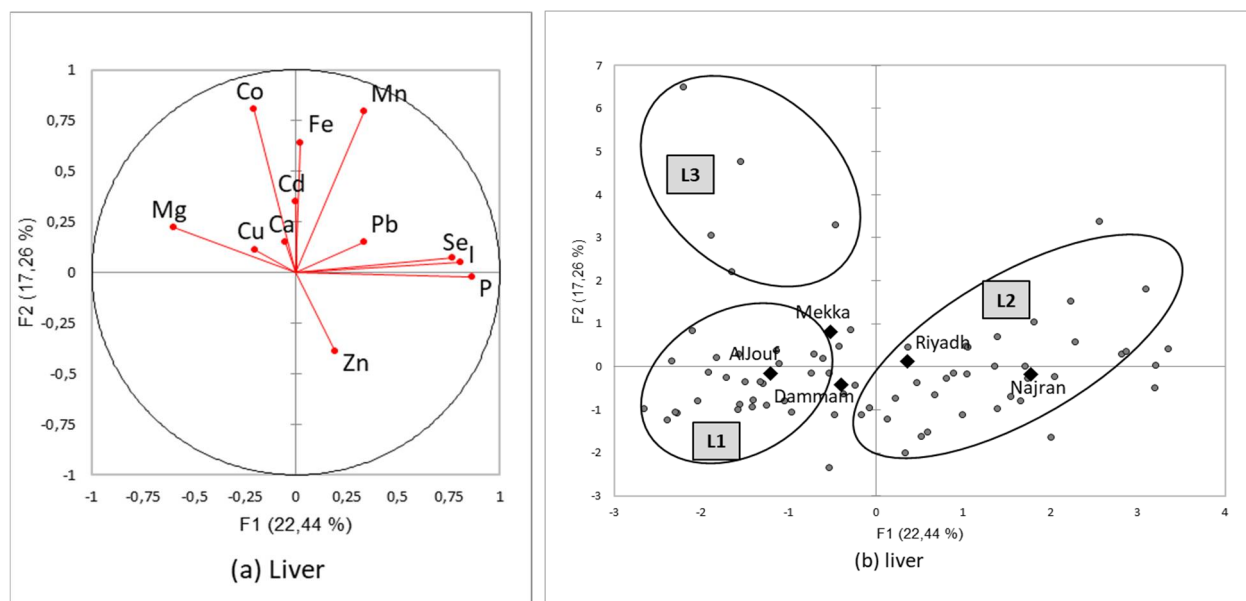 1
0,75
0,5
0,25
0
-0,25
-0,5
-0,75
-1
-1
-0,75
-0,5
-0,25
0
0,25
0,5
0,75
1
F2 (17,26 %)
F1 (22,44 %)
Co
Mn
Fe
Cd
Mg
Cu
Ca
Pb
Se
I
P
Zn
(a) Liver
7
6
5
4
3
2
1
0
-1
-2
-3
-3
-2
-1
0
1
2
3
4
F2 (17,26 %)
F1 (22,44 %)
L3
L2
Mekka
Riyadh
AlJouf
Najran
Dammam
L1
(b) liver